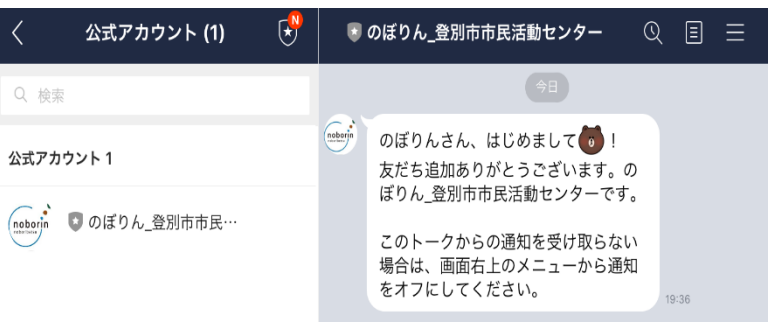 公式アカウント (1)
N
検索
公式アカウント 1
noborin
のぼりん_登別市市民…
のぼりん_登別市市民活動センター
今日
noborin
のぼりんさん、はじめまして！
友だち追加ありがとうございます。の
ぼりん_登別市市民活動センターです。
このトークからの通知を受け取らない
場合は、画面右上のメニューから通知
をオフにしてください。
19:36